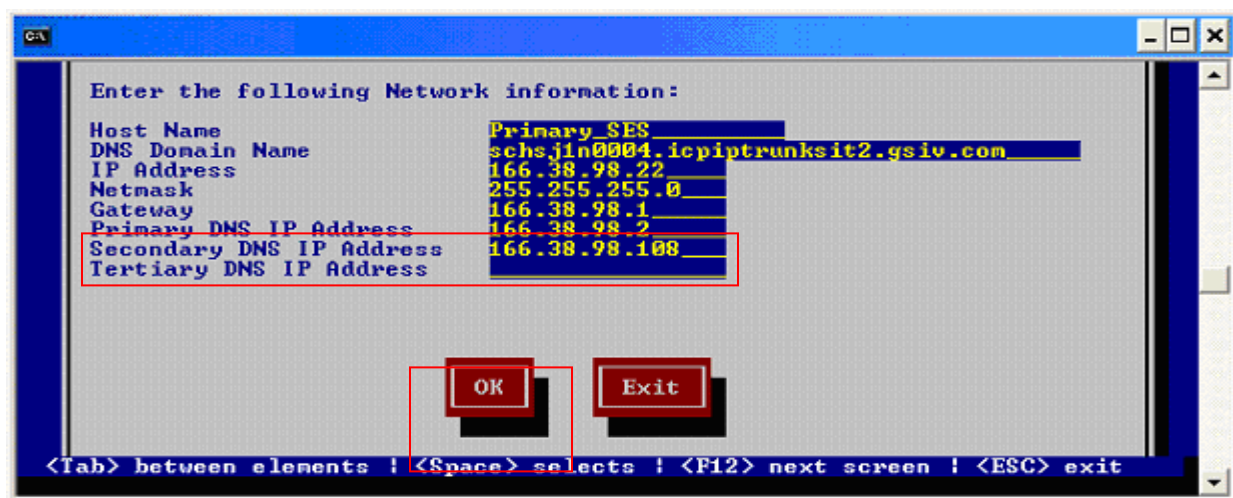 C:\
Enter the following Network information:
Host Name Primary_SES
DNS Domain Name schsj1n0004.icpiptrunksit2.gsiv.com
IP Address 166.38.98.22
Netmask 255.255.255.0
Gateway 166.38.98.1
Primary DNS IP Address 166.38.98.2
Secondary DNS IP Address 166.38.98.108
Tertiary DNS IP Address
OK Exit
<Tab> between elements ¦ <Space> selects ¦ <F12> next screen ¦ <ESC> exit